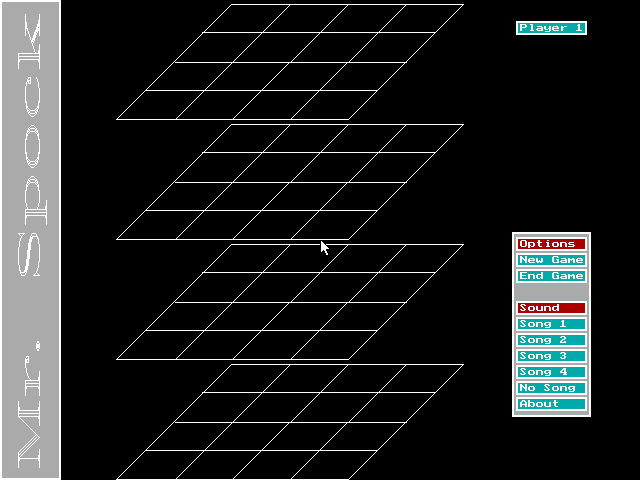 Mr. Spock
Player 1
Options
New Game
End Game
Sound
Song 1
Song 2
Song 3
Song 4
No Song
About